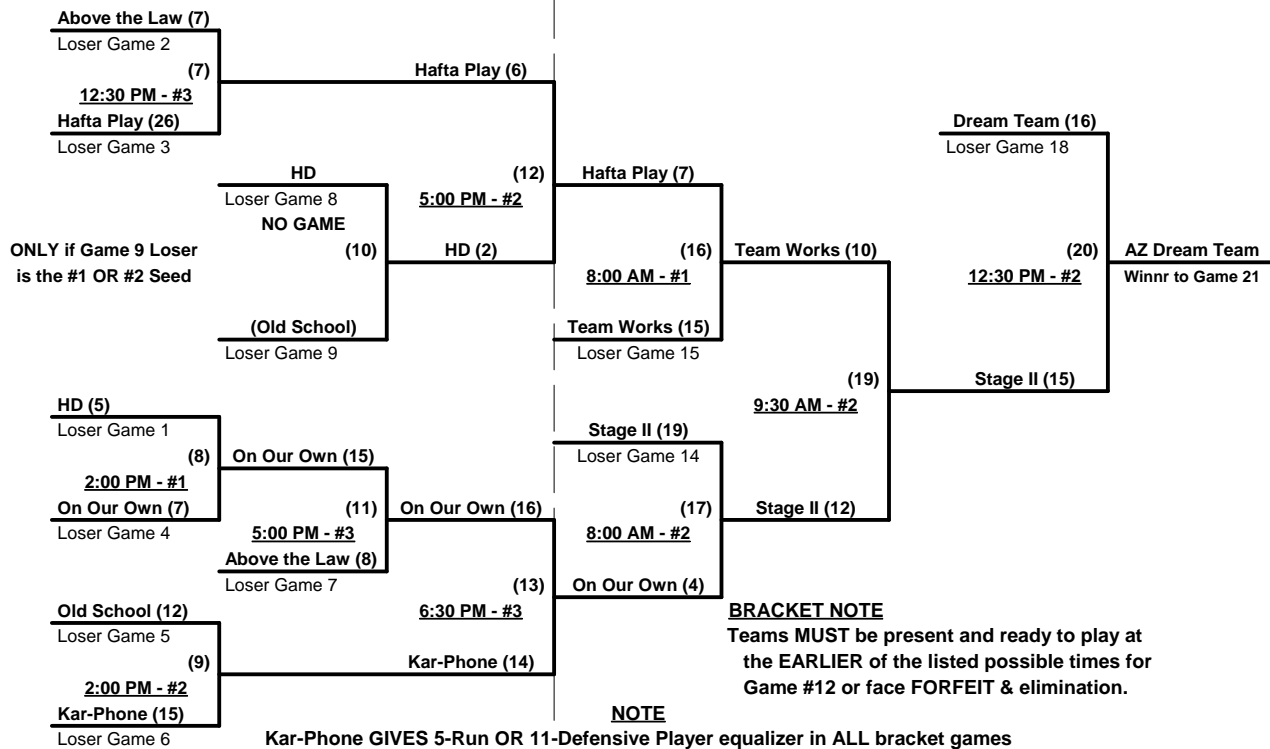 Above the Law (7)
Loser Game 2
(7)
12:30 PM - #3
Hafta Play (26)
Loser Game 3
Hafta Play (6)
HD
Loser Game 8
NO GAME
ONLY if Game 9 Loser
is the #1 OR #2 Seed
(10)
HD (2)
(Old School)
Loser Game 9
(12)
5:00 PM - #2
Hafta Play (7)
(16)
8:00 AM - #1
Team Works (15)
Loser Game 15
Team Works (10)
Dream Team (16)
Loser Game 18
(20)
12:30 PM - #2
AZ Dream Team
Winnr to Game 21
(19)
9:30 AM - #2
Stage II (15)
HD (5)
Loser Game 1
(8)
2:00 PM - #1
On Our Own (7)
Loser Game 4
On Our Own (15)
(11)
5:00 PM - #3
Above the Law (8)
Loser Game 7
On Our Own (16)
Stage II (19)
Loser Game 14
(17)
8:00 AM - #2
Stage II (12)
On Our Own (4)
(13)
6:30 PM - #3
Old School (12)
Loser Game 5
(9)
2:00 PM - #2
Kar-Phone (15)
Loser Game 6
Kar-Phone (14)
BRACKET NOTE
Teams MUST be present and ready to play at
the EARLIER of the listed possible times for
Game #12 or face FORFEIT & elimination.
NOTE
Kar-Phone GIVES 5-Run OR 11-Defensive Player equalizer in ALL bracket games